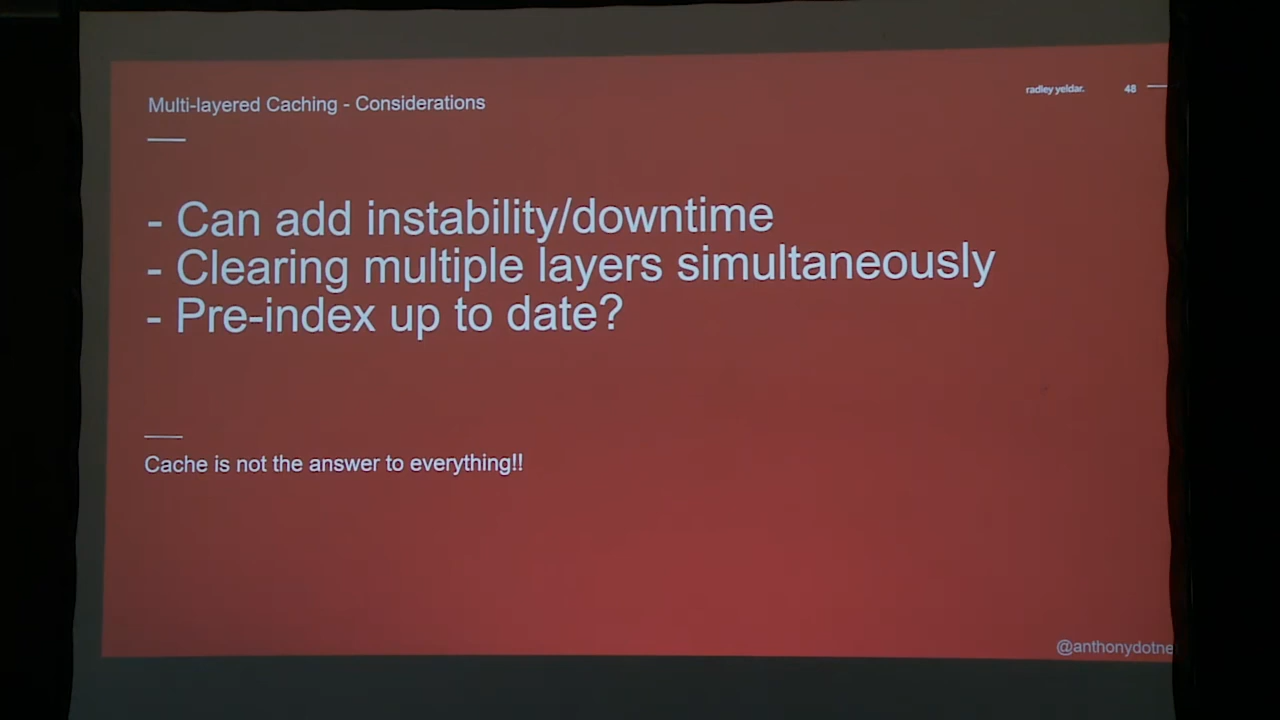 Multi-layered Caching - Considerations
radley yeldar.
48
- Can add instability/downtime
- Clearing multiple layers simultaneously
- Pre-index up to date?
Cache is not the answer to everything!!
@anthonydotne